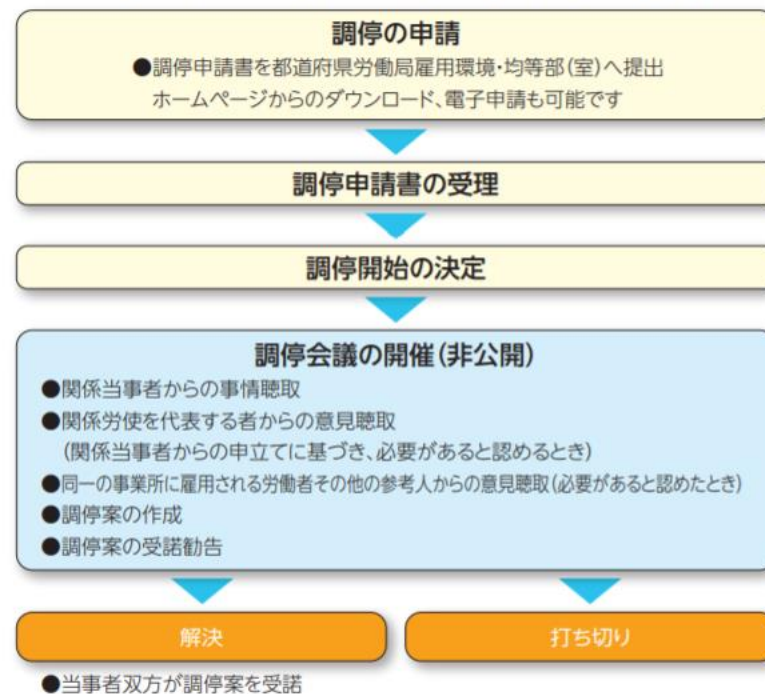 調停の申請
●調停申請書を都道府県労働局雇用環境・均等部(室)へ提出
ホームページからのダウンロード、電子申請も可能です
調停申請書の受理
調停開始の決定
調停会議の開催(非公開)
●関係当事者からの事情聴取
●関係労使を代表する者からの意見聴取
(関係当事者からの申立てに基づき、必要があると認めるとき)
●同一の事業所に雇用される労働者その他の参考人からの意見聴取(必要があると認めたとき)
●調停案の作成
●調停案の受諾勧告
解決
打ち切り
●当事者双方が調停案を受諾